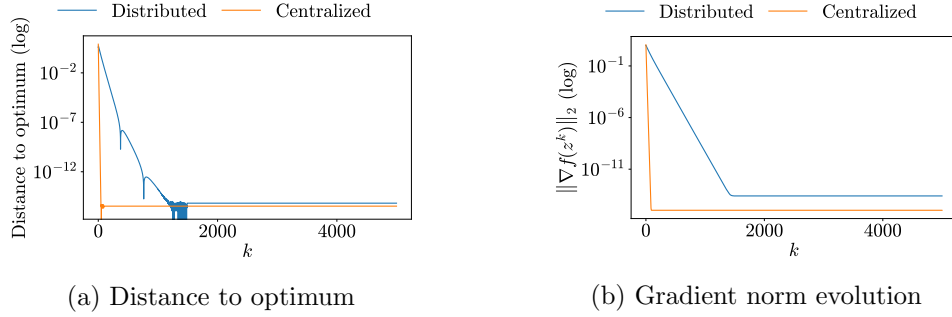 Distributed Centralized
Distance to optimum (log)
10^{-2}
10^{-7}
10^{-12}
0 2000 4000
k
(a) Distance to optimum
Distributed Centralized
‖∇f(z^k)‖_2 (log)
10^{-1}
10^{-6}
10^{-11}
0 2000 4000
k
(b) Gradient norm evolution